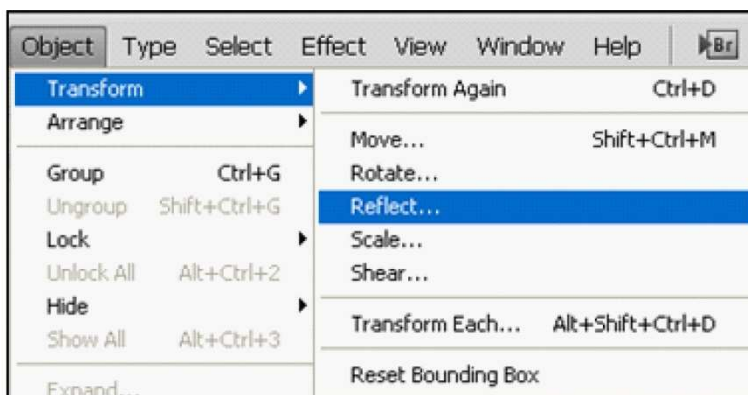 Object Type Select Effect View Window Help Br
Transform
Arrange
Group Ctrl+G
Ungroup Shift+Ctrl+G
Lock
Unlock All Alt+Ctrl+2
Hide
Show All Alt+Ctrl+3
Expand...
Transform Again Ctrl+D
Move... Shift+Ctrl+M
Rotate...
Reflect...
Scale...
Shear...
Transform Each... Alt+Shift+Ctrl+D
Reset Bounding Box